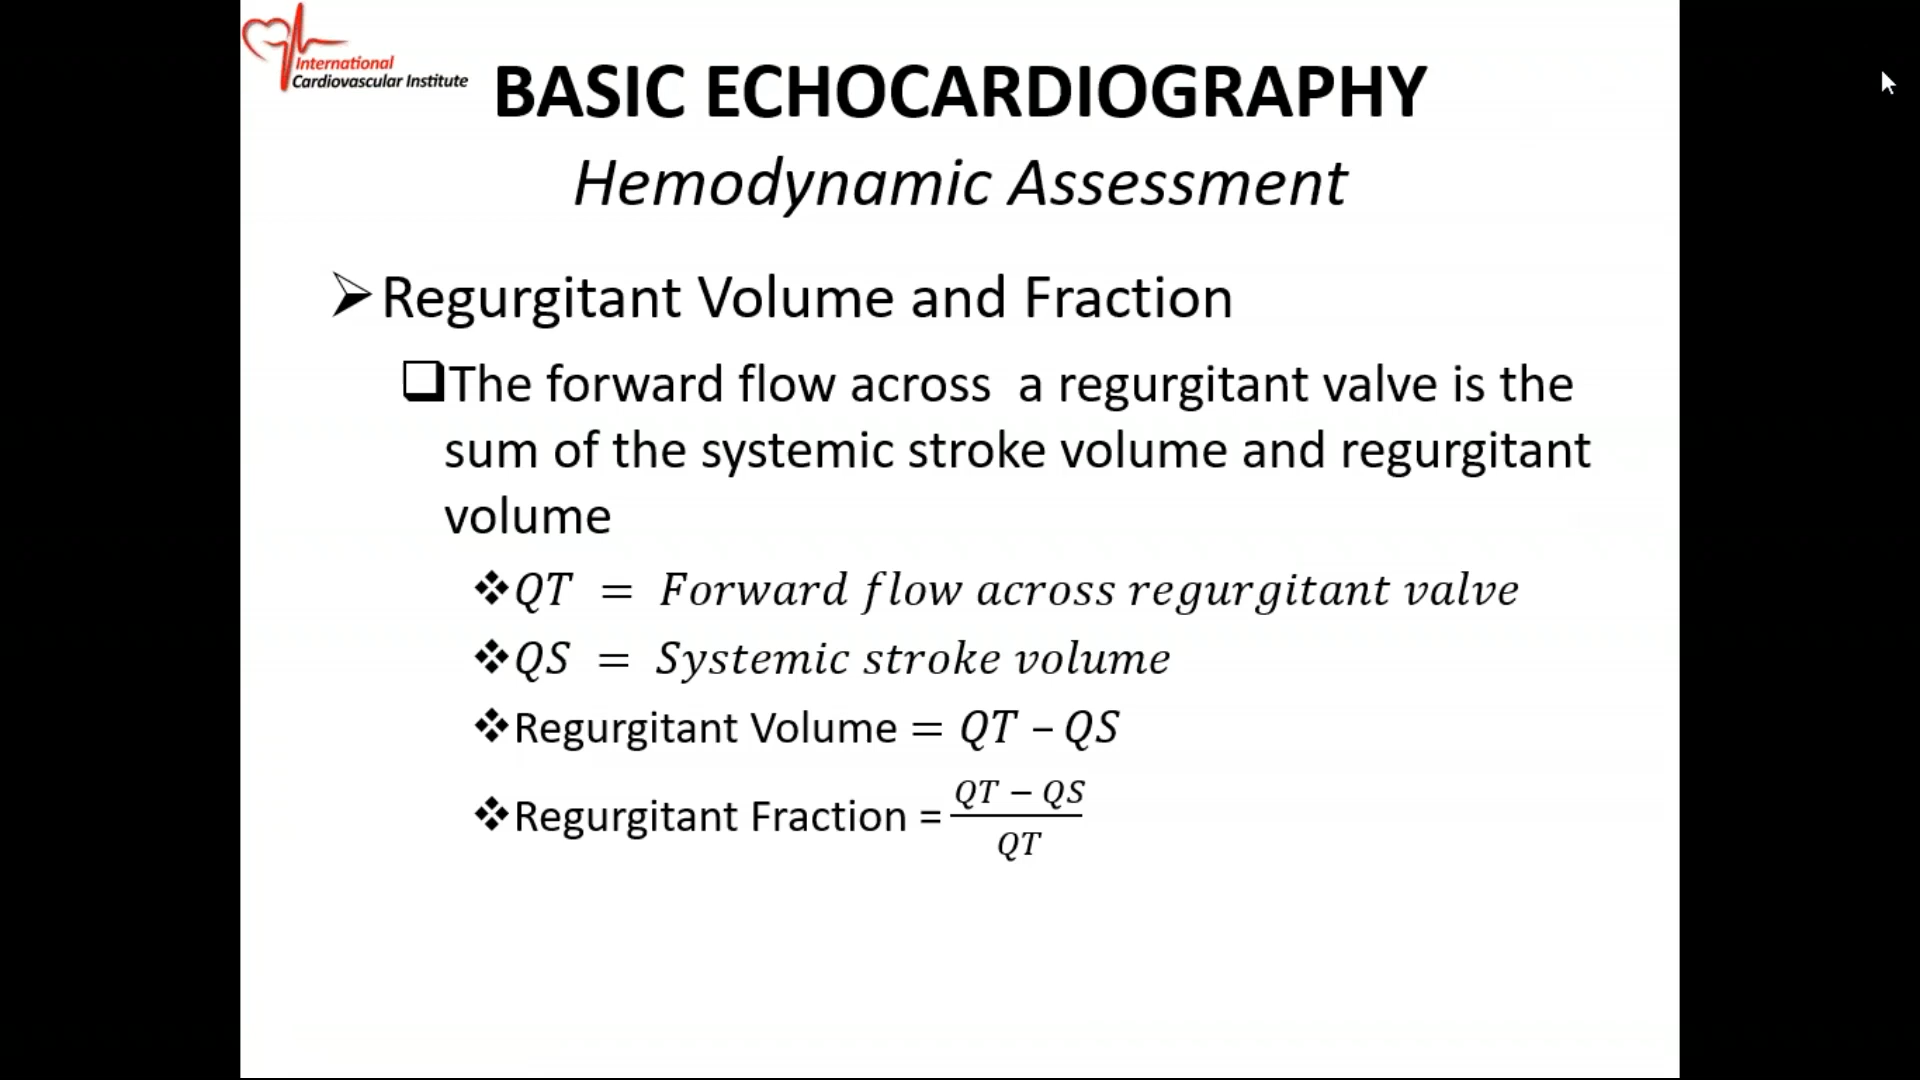 International
Cardiovascular Institute
BASIC ECHOCARDIOGRAPHY
Hemodynamic Assessment
➢Regurgitant Volume and Fraction
❑The forward flow across a regurgitant valve is the
sum of the systemic stroke volume and regurgitant
volume
❖QT = Forward flow across regurgitant valve
❖QS = Systemic stroke volume
❖Regurgitant Volume = QT – QS
❖Regurgitant Fraction = QT − QS
QT